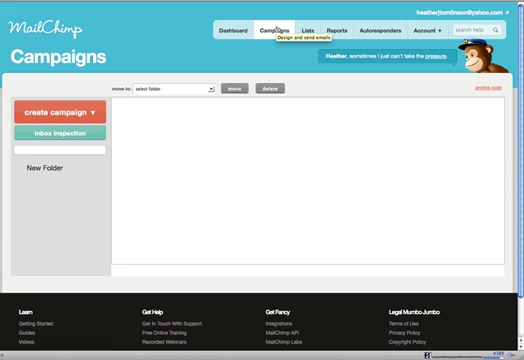 heatherjtomlinson@yahoo.com
MailChimp
Dashboard Campaigns Lists Reports Autoresponders Account search help
Design and send emails
Campaigns
Heather, sometimes I just can't take the pressure.
move to: select folder move delete archive code
create campaign
inbox inspection
New Folder
Learn Get Help Get Fancy Legal Mumbo Jumbo
Getting Started Get In Touch With Support Integrations Terms of Use
Guides Free Online Training MailChimp API Privacy Policy
Videos Recorded Webinars MailChimp Labs Copyright Policy